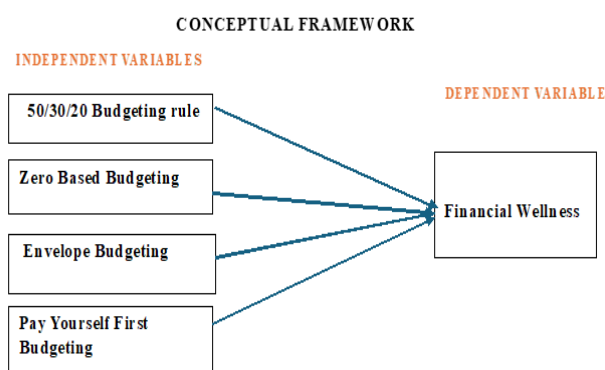 CONCEPTUAL FRAMEWORK
INDEPENDENT VARIABLES
DEPENDENT VARIABLE
50/30/20 Budgeting rule
Zero Based Budgeting
Envelope Budgeting
Pay Yourself First
Budgeting
Financial Wellness